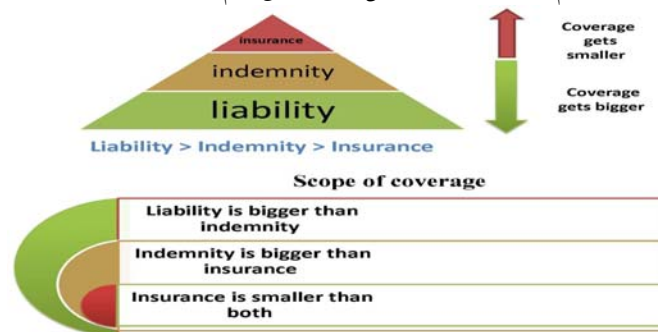 insurance
indemnity
liability
Liability > Indemnity > Insurance
Coverage
gets
smaller
Coverage
gets bigger
Scope of coverage
Liability is bigger than
indemnity
Indemnity is bigger than
insurance
Insurance is smaller than
both